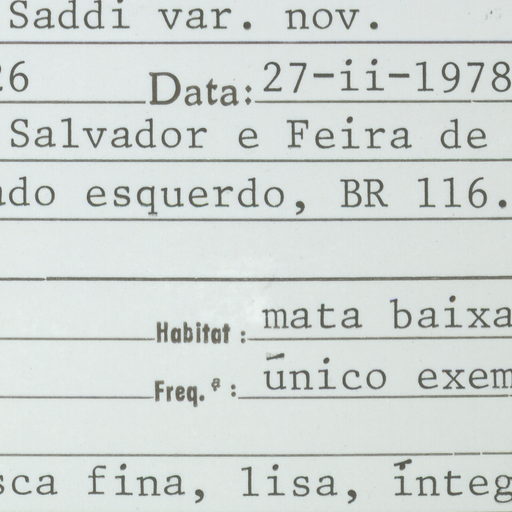 Saddi var. nov.
26 Data: 27-ii-1978
Salvador e Feira de
ado esquerdo, BR 116.
Habitat: mata baixa
Freq.ª: único exem
sca fina, lisa,ínteg